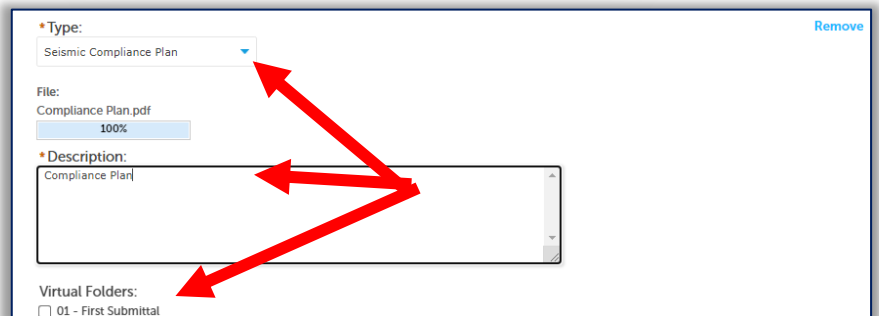 *Type:
Remove
Seismic Compliance Plan
File:
Compliance Plan.pdf
100%
*Description:
Compliance Plan
Virtual Folders:
01 - First Submittal